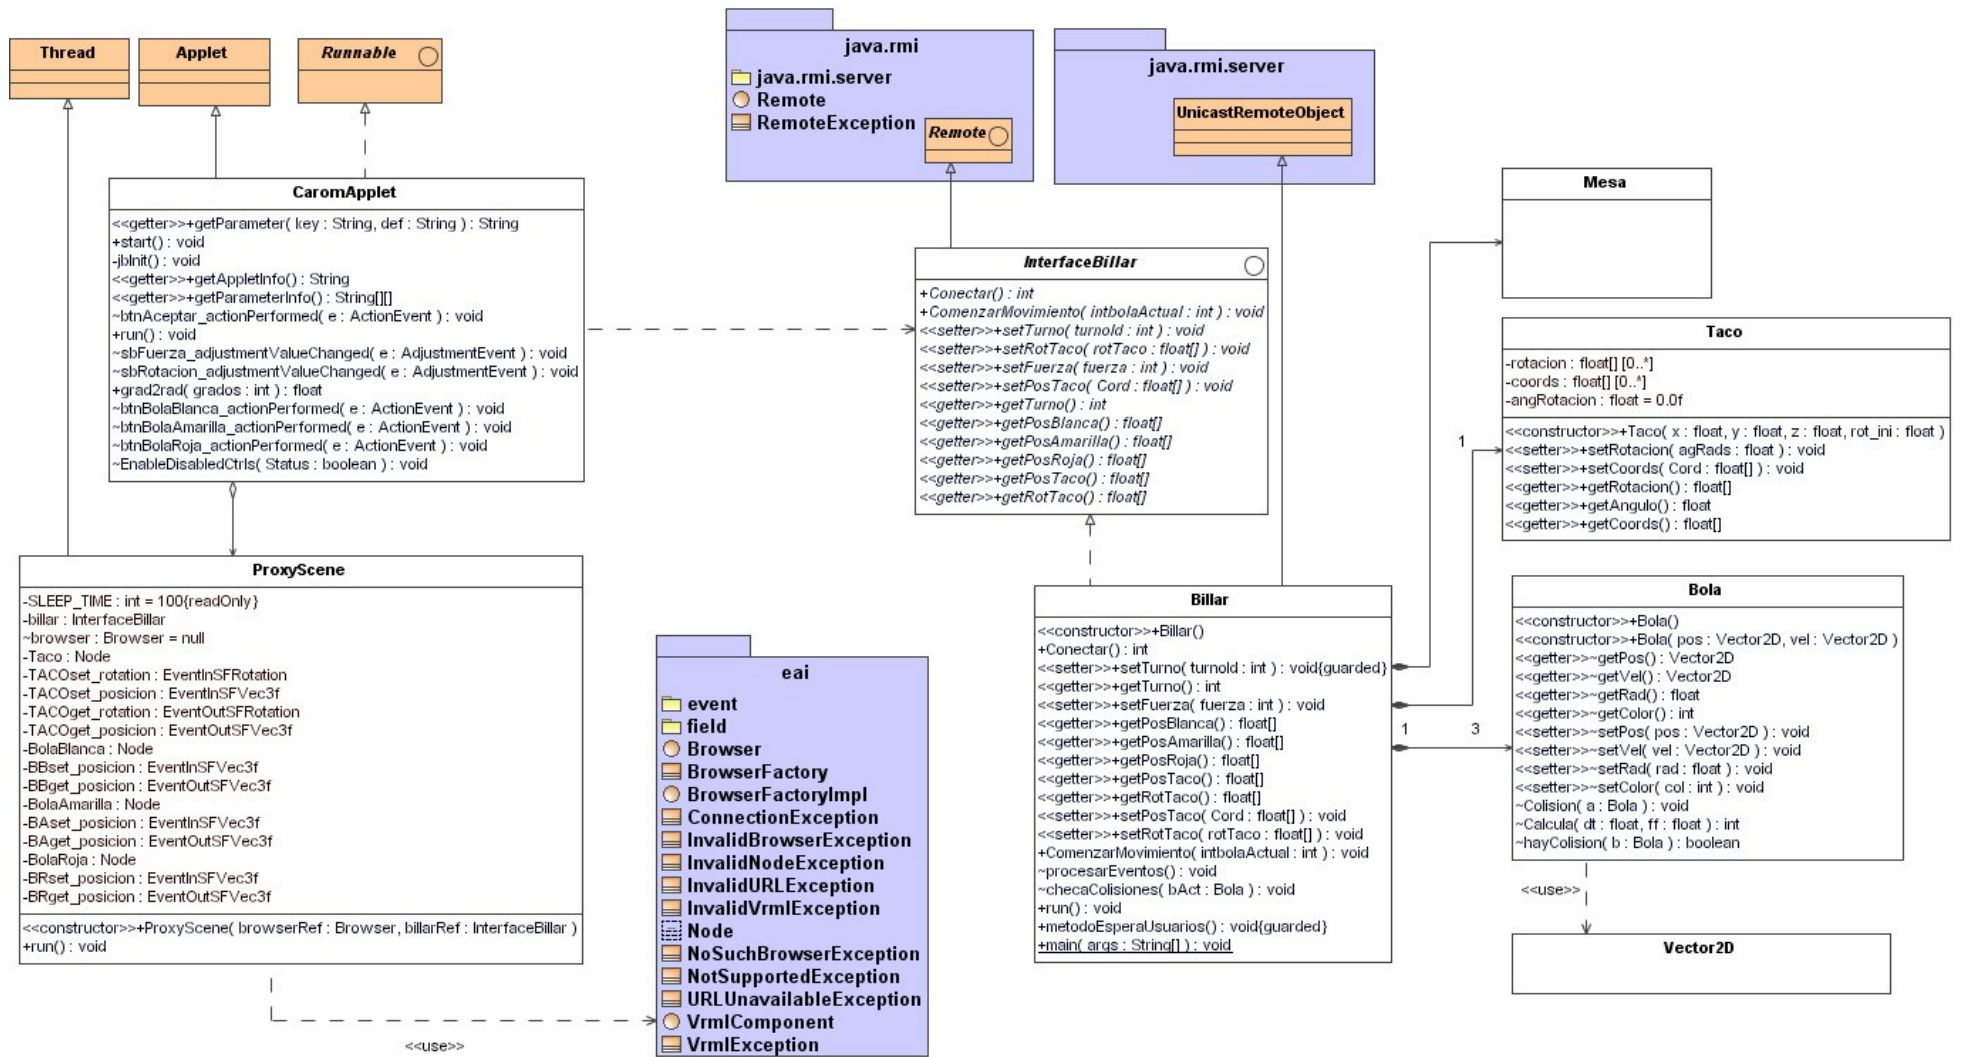 Thread
Applet
Runnable
java.rmi
java.rmi.server
Remote
RemoteException
Remote
java.rmi.server
UnicastRemoteObject
CaromApplet
<<getter>>+getParameter( key : String, def : String ) : String
+start() : void
-jbInit() : void
<<getter>>+getAppletInfo() : String
<<getter>>+getParameterInfo() : String[][]
~btnAceptar_actionPerformed( e : ActionEvent ) : void
+run() : void
~sbFuerza_adjustmentValueChanged( e : AdjustmentEvent ) : void
~sbRotacion_adjustmentValueChanged( e : AdjustmentEvent ) : void
+grad2rad( grados : int ) : float
~btnBolaBlanca_actionPerformed( e : ActionEvent ) : void
~btnBolaAmarilla_actionPerformed( e : ActionEvent ) : void
~btnBolaRoja_actionPerformed( e : ActionEvent ) : void
~EnableDisabledCtrls( Status : boolean ) : void
InterfaceBillar
+Conectar() : int
+ComenzarMovimiento( intbolaActual : int ) : void
<<setter>>+setTurno( turnoId : int ) : void
<<setter>>+setRotTaco( rotTaco : float[] ) : void
<<setter>>+setFuerza( fuerza : int ) : void
<<setter>>+setPosTaco( Cord : float[] ) : void
<<getter>>+getTurno() : int
<<getter>>+getPosBlanca() : float[]
<<getter>>+getPosAmarilla() : float[]
<<getter>>+getPosRoja() : float[]
<<getter>>+getPosTaco() : float[]
<<getter>>+getRotTaco() : float[]
Mesa
Taco
-rotacion : float[] [0..*]
-coords : float[] [0..*]
-angRotacion : float = 0.0f
<<constructor>>+Taco( x : float, y : float, z : float, rot_ini : float )
<<setter>>+setRotacion( agRads : float ) : void
<<setter>>+setCoords( Cord : float[] ) : void
<<getter>>+getRotacion() : float[]
<<getter>>+getAngulo() : float
<<getter>>+getCoords() : float[]
1
ProxyScene
-SLEEP_TIME : int = 100{readOnly}
-billar : InterfaceBillar
~browser : Browser = null
-Taco : Node
-TACOset_rotation : EventInSFRotation
-TACOset_posicion : EventInSFVec3f
-TACOget_rotation : EventOutSFRotation
-TACOget_posicion : EventOutSFVec3f
-BolaBlanca : Node
-BBset_posicion : EventInSFVec3f
-BBget_posicion : EventOutSFVec3f
-BolaAmarilla : Node
-BAset_posicion : EventInSFVec3f
-BAget_posicion : EventOutSFVec3f
-BolaRoja : Node
-BRset_posicion : EventInSFVec3f
-BRget_posicion : EventOutSFVec3f
<<constructor>>+ProxyScene( browserRef : Browser, billarRef : InterfaceBillar )
+run() : void
<<use>>
eai
event
field
Browser
BrowserFactory
BrowserFactoryImpl
ConnectionException
InvalidBrowserException
InvalidNodeException
InvalidURLException
InvalidVrmlException
Node
NoSuchBrowserException
NotSupportedException
URLUnavailableException
VrmlComponent
VrmlException
Billar
<<constructor>>+Billar()
+Conectar() : int
<<setter>>+setTurno( turnoId : int ) : void{guarded}
<<getter>>+getTurno() : int
<<setter>>+setFuerza( fuerza : int ) : void
<<getter>>+getPosBlanca() : float[]
<<getter>>+getPosAmarilla() : float[]
<<getter>>+getPosRoja() : float[]
<<getter>>+getPosTaco() : float[]
<<getter>>+getRotTaco() : float[]
<<setter>>+setPosTaco( Cord : float[] ) : void
<<setter>>+setRotTaco( rotTaco : float[] ) : void
+ComenzarMovimiento( intbolaActual : int ) : void
~procesarEventos() : void
~checaColisiones( bAct : Bola ) : void
+run() : void
+metodoEsperaUsuarios() : void{guarded}
+main( args : String[] ) : void
1 3
Bola
<<constructor>>+Bola()
<<constructor>>+Bola( pos : Vector2D, vel : Vector2D )
<<getter>>~getPos() : Vector2D
<<getter>>~getVel() : Vector2D
<<getter>>~getRad() : float
<<getter>>~getColor() : int
<<setter>>~setPos( pos : Vector2D ) : void
<<setter>>~setVel( vel : Vector2D ) : void
<<setter>>~setRad( rad : float ) : void
<<setter>>~setColor( col : int ) : void
~Colision( a : Bola ) : void
~Calcula( dt : float, ff : float ) : int
~hayColision( b : Bola ) : boolean
<<use>>
Vector2D